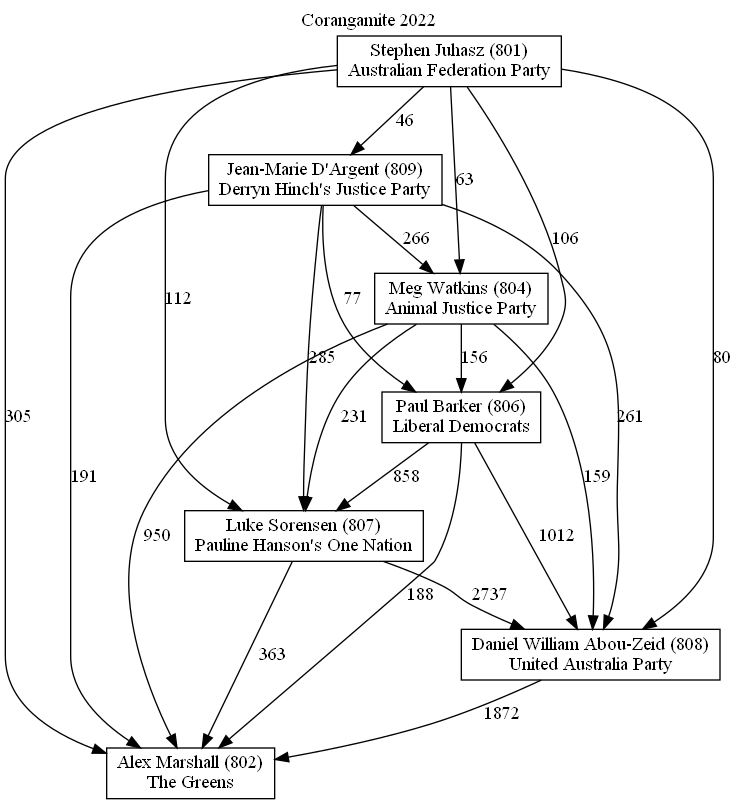 Corangamite 2022
Stephen Juhasz (801)
Australian Federation Party
46
63
Jean-Marie D'Argent (809)
Derryn Hinch's Justice Party
266
106
Meg Watkins (804)
Animal Justice Party
112
77
285
156
80
Paul Barker (806)
Liberal Democrats
305
231
261
191
858
159
Luke Sorensen (807)
Pauline Hanson's One Nation
950
1012
188
2737
363
Daniel William Abou-Zeid (808)
United Australia Party
1872
Alex Marshall (802)
The Greens